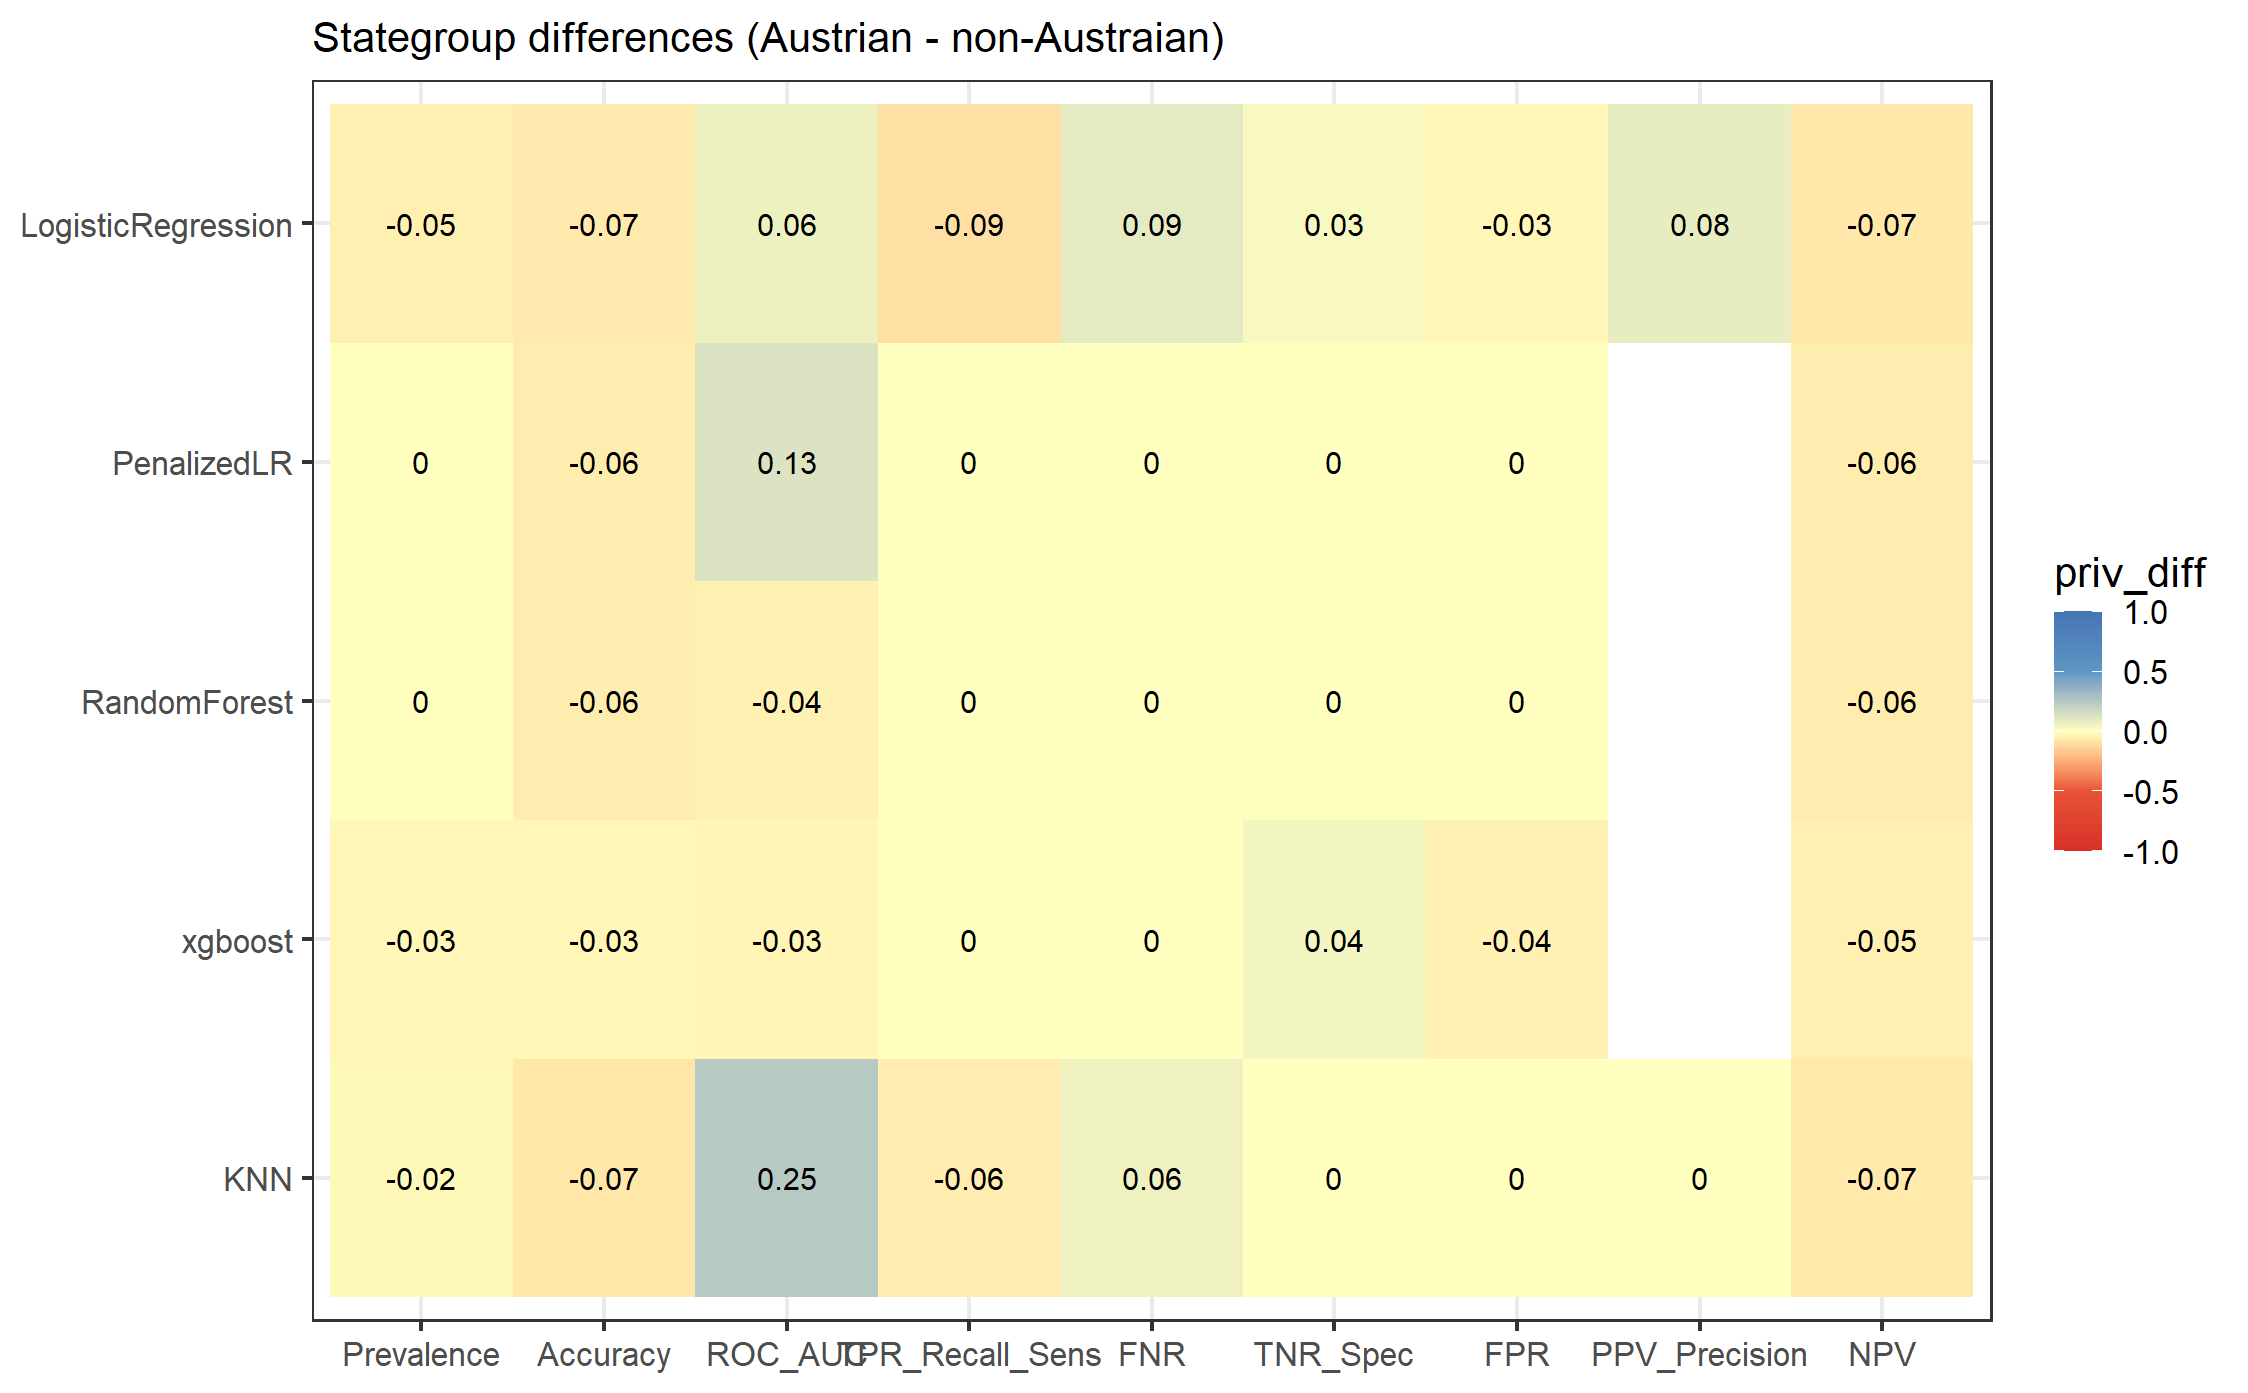 Stategroup differences (Austrian - non-Austraian)
LogisticRegression -0.05 -0.07 0.06 -0.09 0.09 0.03 -0.03 0.08 -0.07
PenalizedLR 0 -0.06 0.13 0 0 0 0 -0.06
RandomForest 0 -0.06 -0.04 0 0 0 0 -0.06
xgboost -0.03 -0.03 -0.03 0 0 0.04 -0.04 -0.05
KNN -0.02 -0.07 0.25 -0.06 0.06 0 0 0 -0.07
Prevalence Accuracy ROC_AUC TPR_Recall_Sens FNR TNR_Spec FPR PPV_Precision NPV
priv_diff
1.0
0.5
0.0
-0.5
-1.0